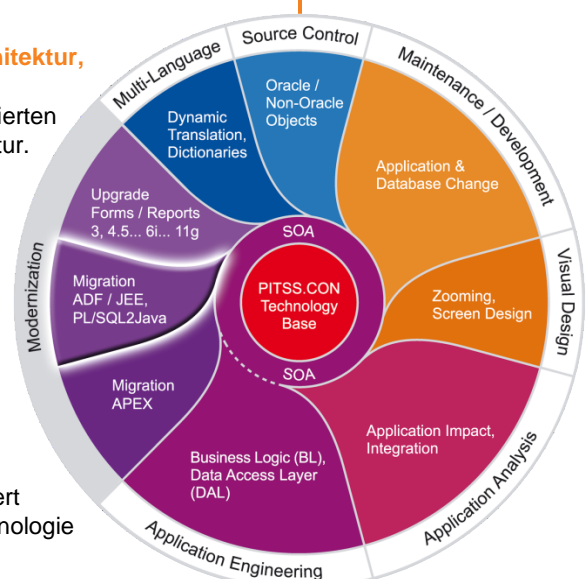 hitektur,
ierten
tur.
ert
nologie
Multi-Language
Source Control
Maintenance / Development
Visual Design
Application Analysis
Application Engineering
Modernization
Dynamic
Translation,
Dictionaries
Oracle /
Non-Oracle
Objects
Application &
Database Change
Zooming,
Screen Design
Application Impact,
Integration
Business Logic (BL),
Data Access Layer
(DAL)
Migration
APEX
Migration
ADF / JEE,
PL/SQL2Java
Upgrade
Forms / Reports
3, 4.5... 6i... 11g
SOA
PITSS.CON
Technology
Base
SOA